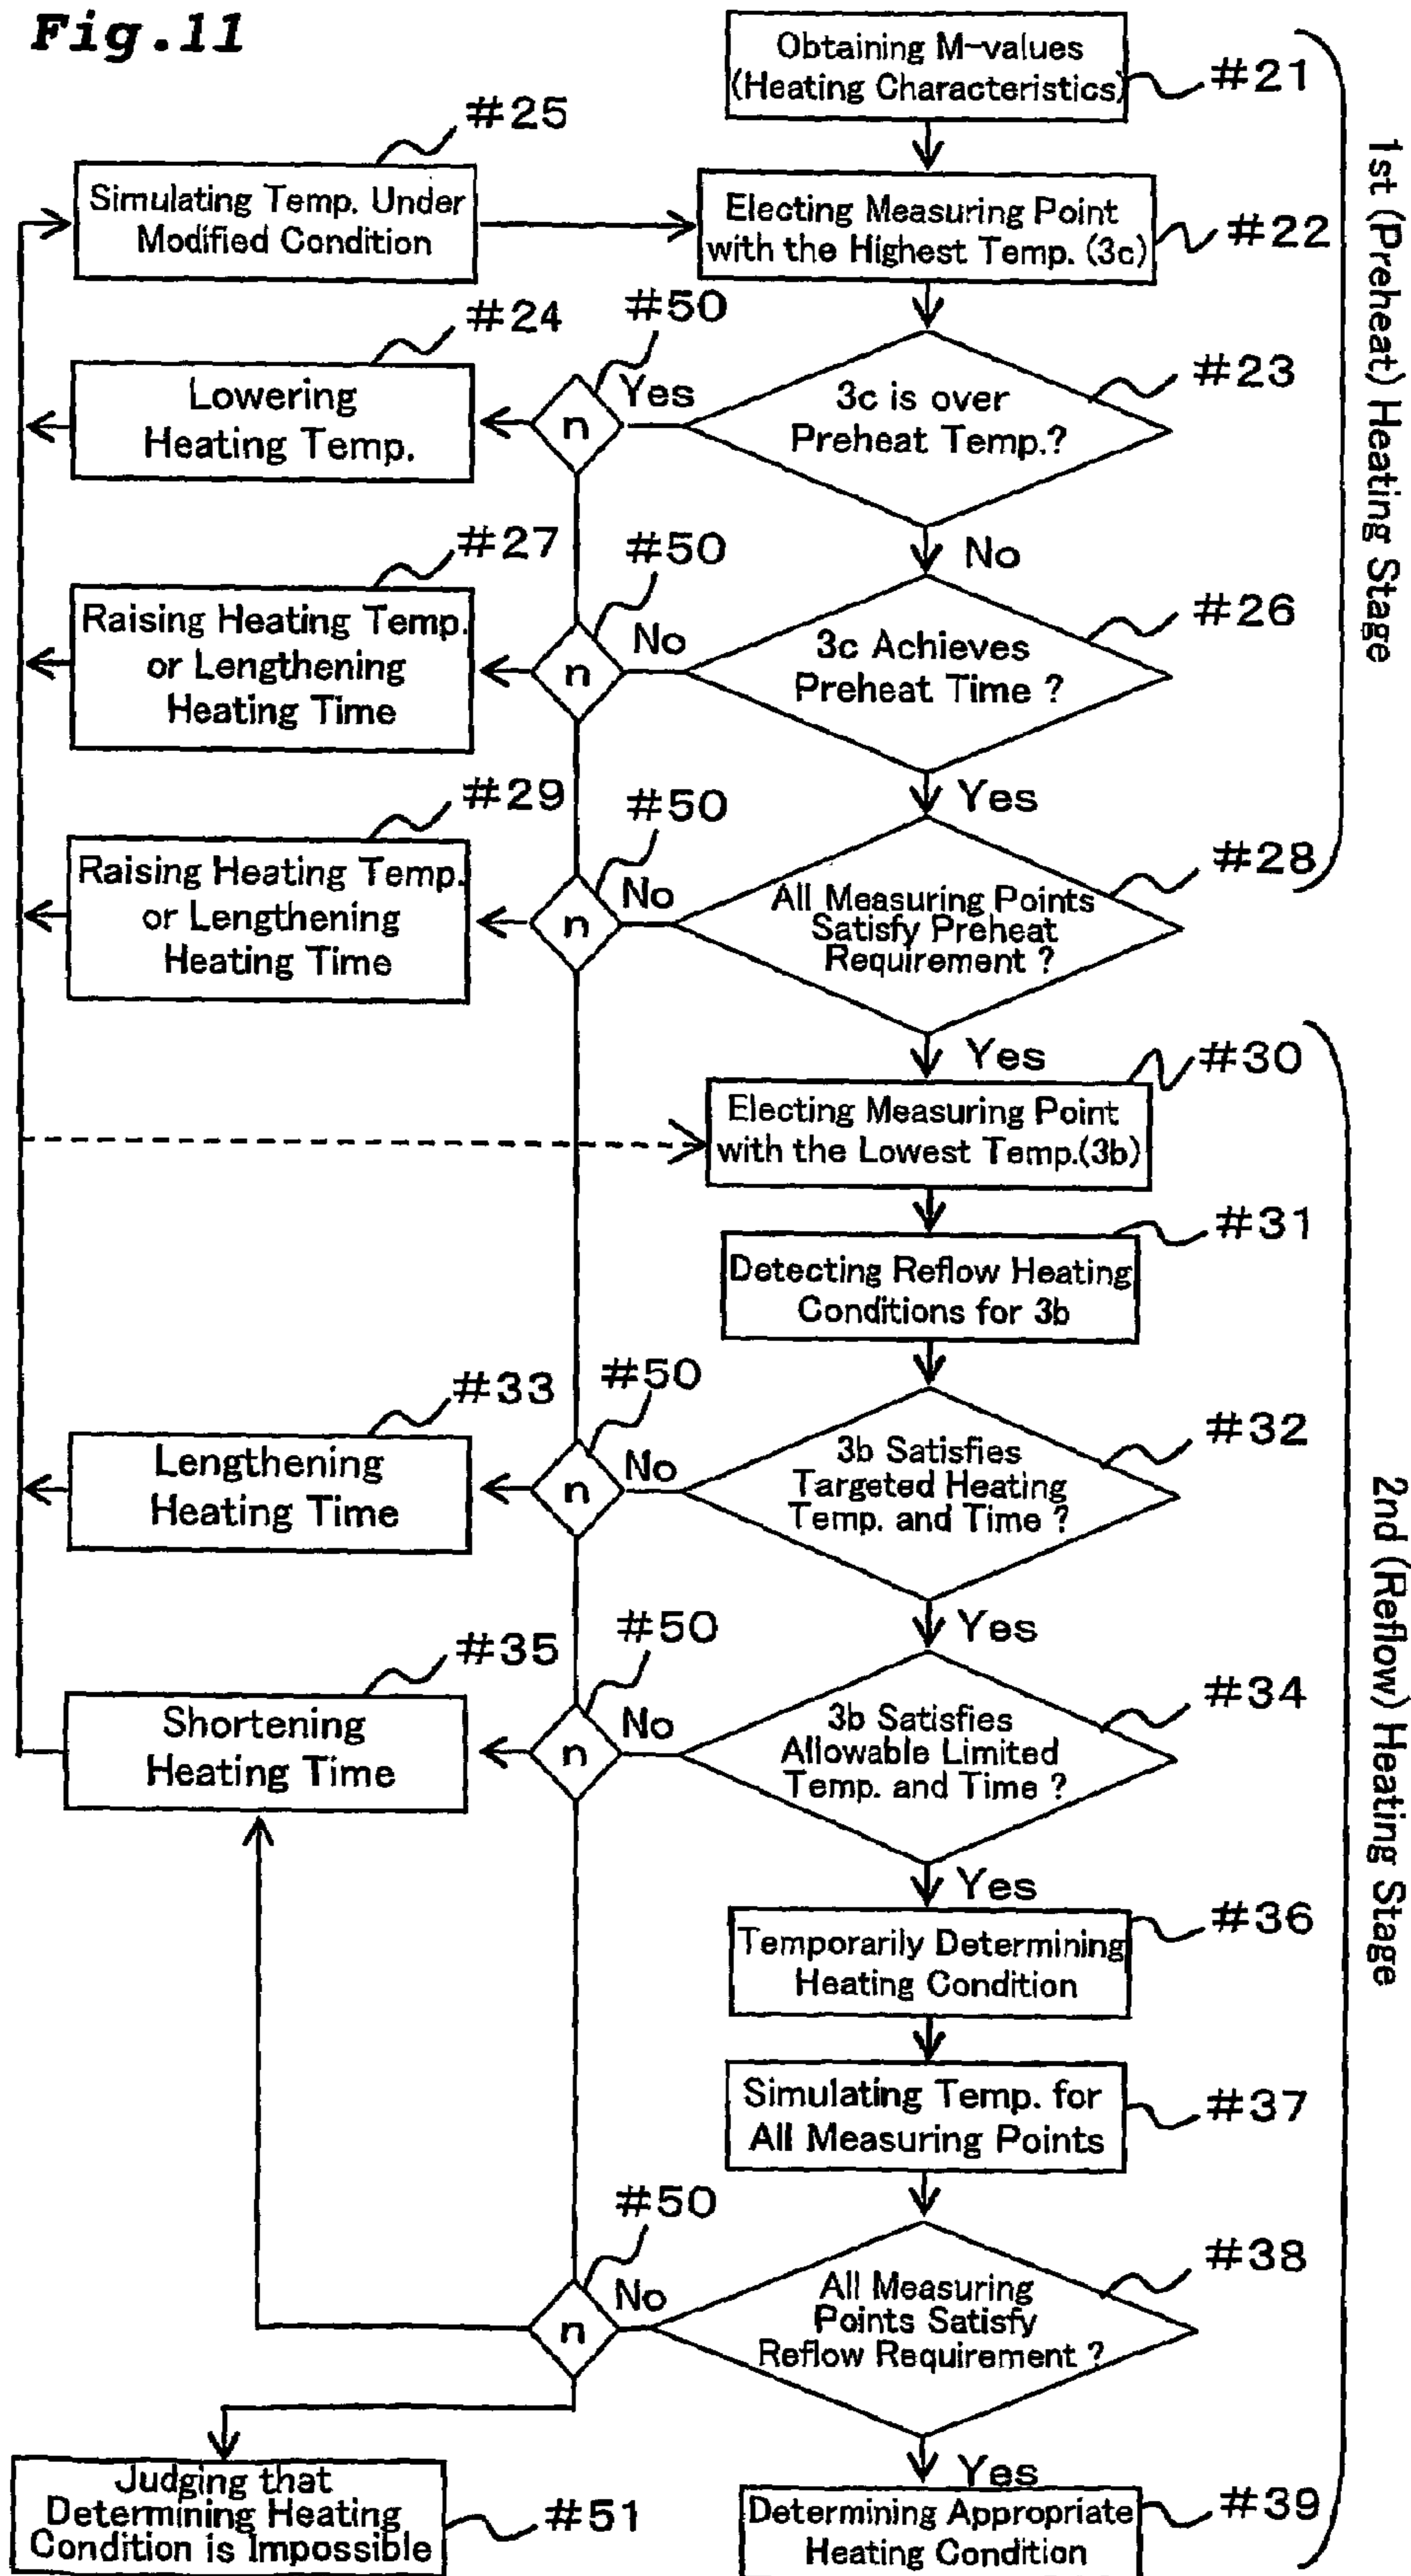 Fig.11
Obtaining M-values
(Heating Characteristics)
#21
1st (Preheat) Heating Stage
#25
Simulating Temp. Under
Modified Condition
Electing Measuring Point
with the Highest Temp. (3c)
#22
#24
Lowering
Heating Temp.
#50
n
Yes
3c is over
Preheat Temp.?
#23
No
#27
Raising Heating Temp.
or Lengthening
Heating Time
#50
n
No
3c Achieves
Preheat Time ?
#26
Yes
#29
Raising Heating Temp.
or Lengthening
Heating Time
#50
n
No
All Measuring Points
Satisfy Preheat
Requirement ?
#28
Yes
#30
Electing Measuring Point
with the Lowest Temp.(3b)
2nd (Reflow) Heating Stage
#31
Detecting Reflow Heating
Conditions for 3b
#33
Lengthening
Heating Time
#50
n
No
3b Satisfies
Targeted Heating
Temp. and Time ?
#32
Yes
#35
Shortening
Heating Time
#50
n
No
3b Satisfies
Allowable Limited
Temp. and Time ?
#34
Yes
#36
Temporarily Determining
Heating Condition
Simulating Temp. for
All Measuring Points
#37
#50
n
No
All Measuring
Points Satisfy
Reflow Requirement ?
#38
Yes
Judging that
Determining Heating
Condition is Impossible
#51
Determining Appropriate
Heating Condition
#39